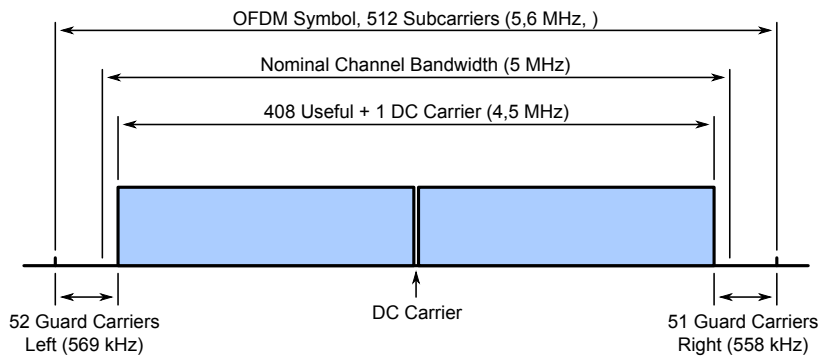 OFDM Symbol, 512 Subcarriers (5,6 MHz, )
Nominal Channel Bandwidth (5 MHz)
408 Useful + 1 DC Carrier (4,5 MHz)
52 Guard Carriers
Left (569 kHz)
DC Carrier
51 Guard Carriers
Right (558 kHz)